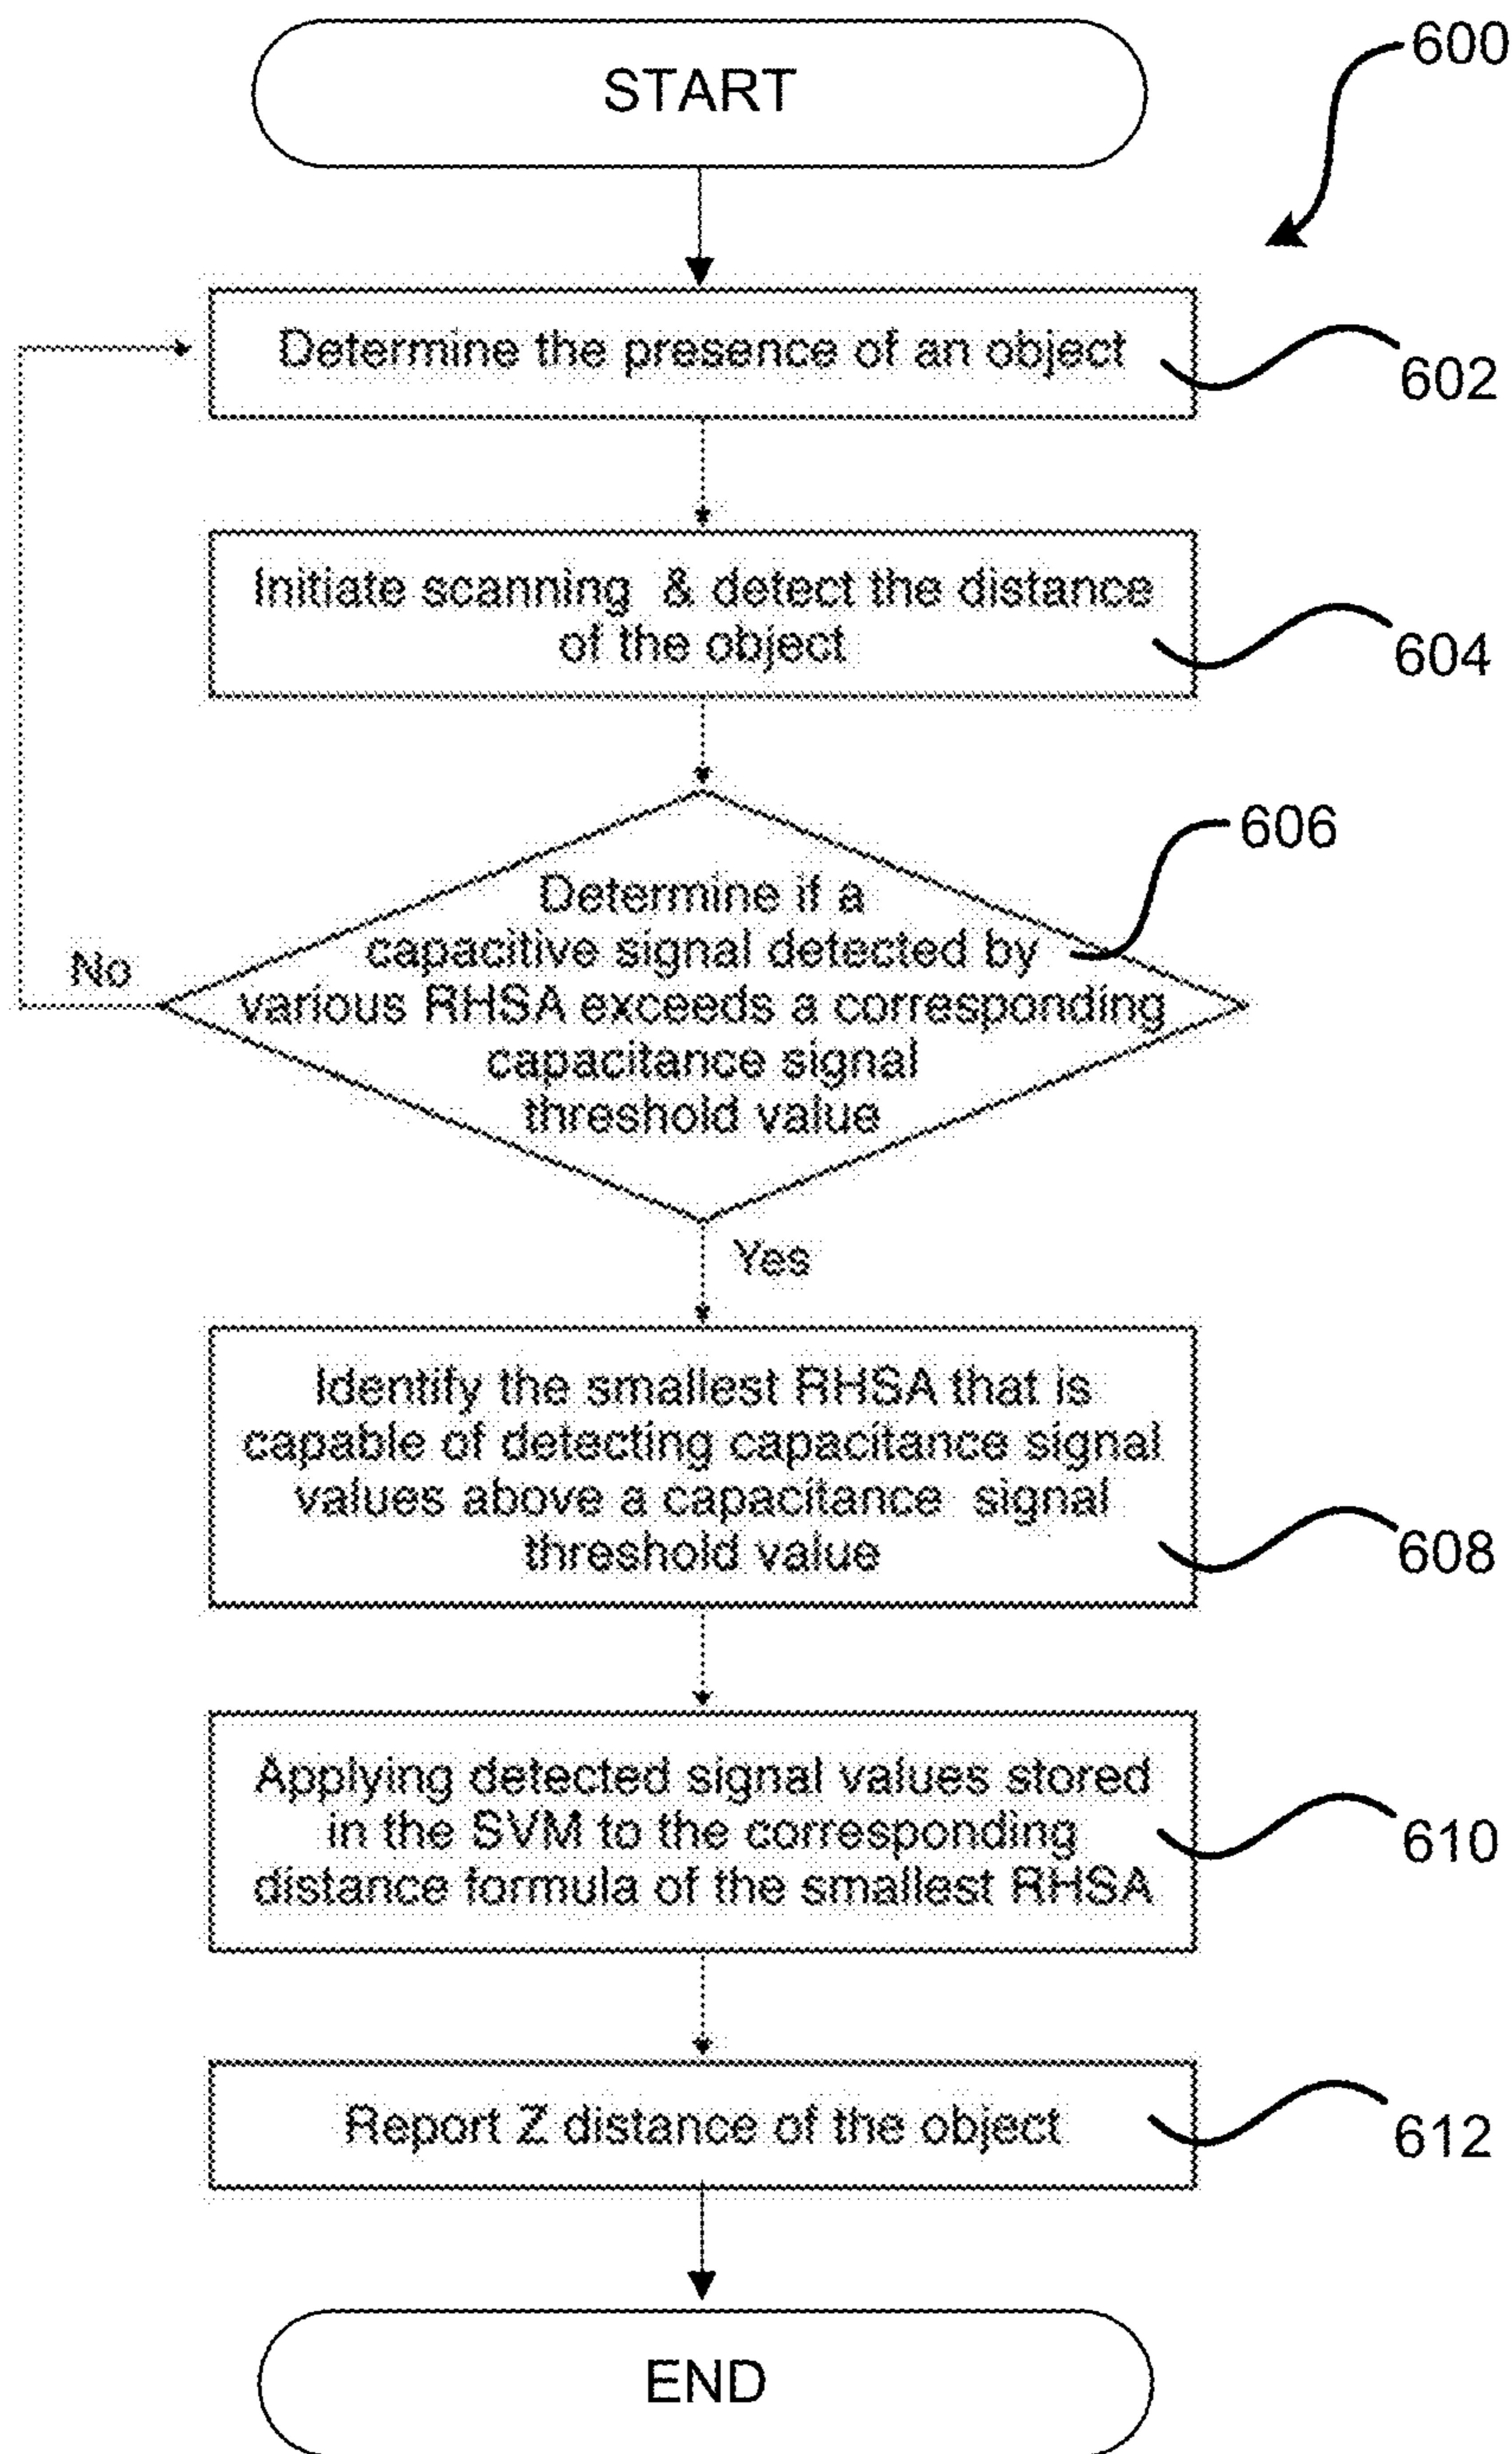 START
600
Determine the presence of an object
602
Initiate scanning & detect the distance
of the object
604
606
Determine if a
capacitive signal detected by
various RHSA exceeds a corresponding
capacitance signal
threshold value
No
Yes
Identify the smallest RHSA that is
capable of detecting capacitance signal
values above a capacitance signal
threshold value
608
Applying detected signal values stored
in the SVM to the corresponding
distance formula of the smallest RHSA
610
Report Z distance of the object
612
END